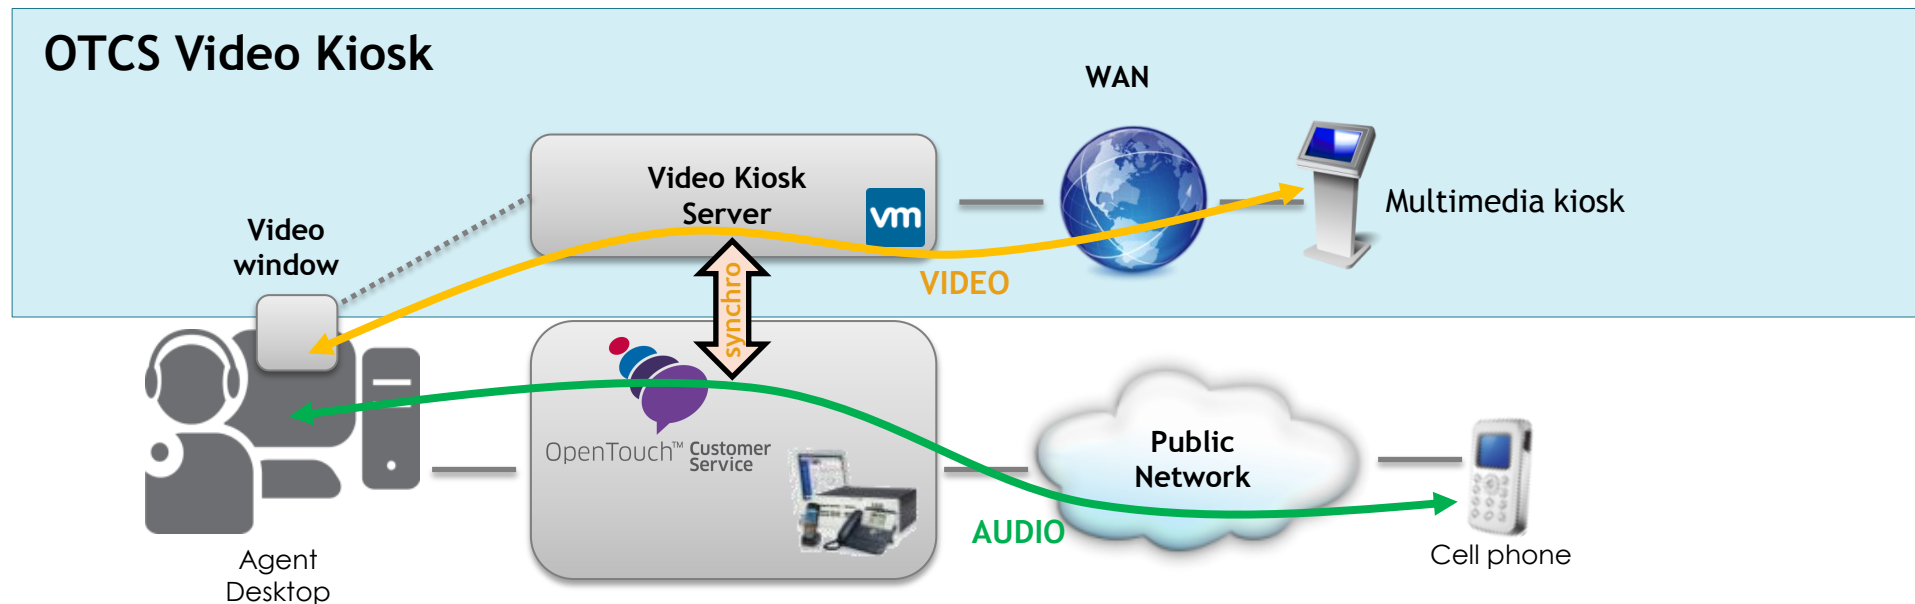 OTCS Video Kiosk
WAN
Video Kiosk
Server
vm
Multimedia kiosk
Video
window
VIDEO
synchro
OpenTouch™ Customer
Service
Public
Network
AUDIO
Agent
Desktop
Cell phone